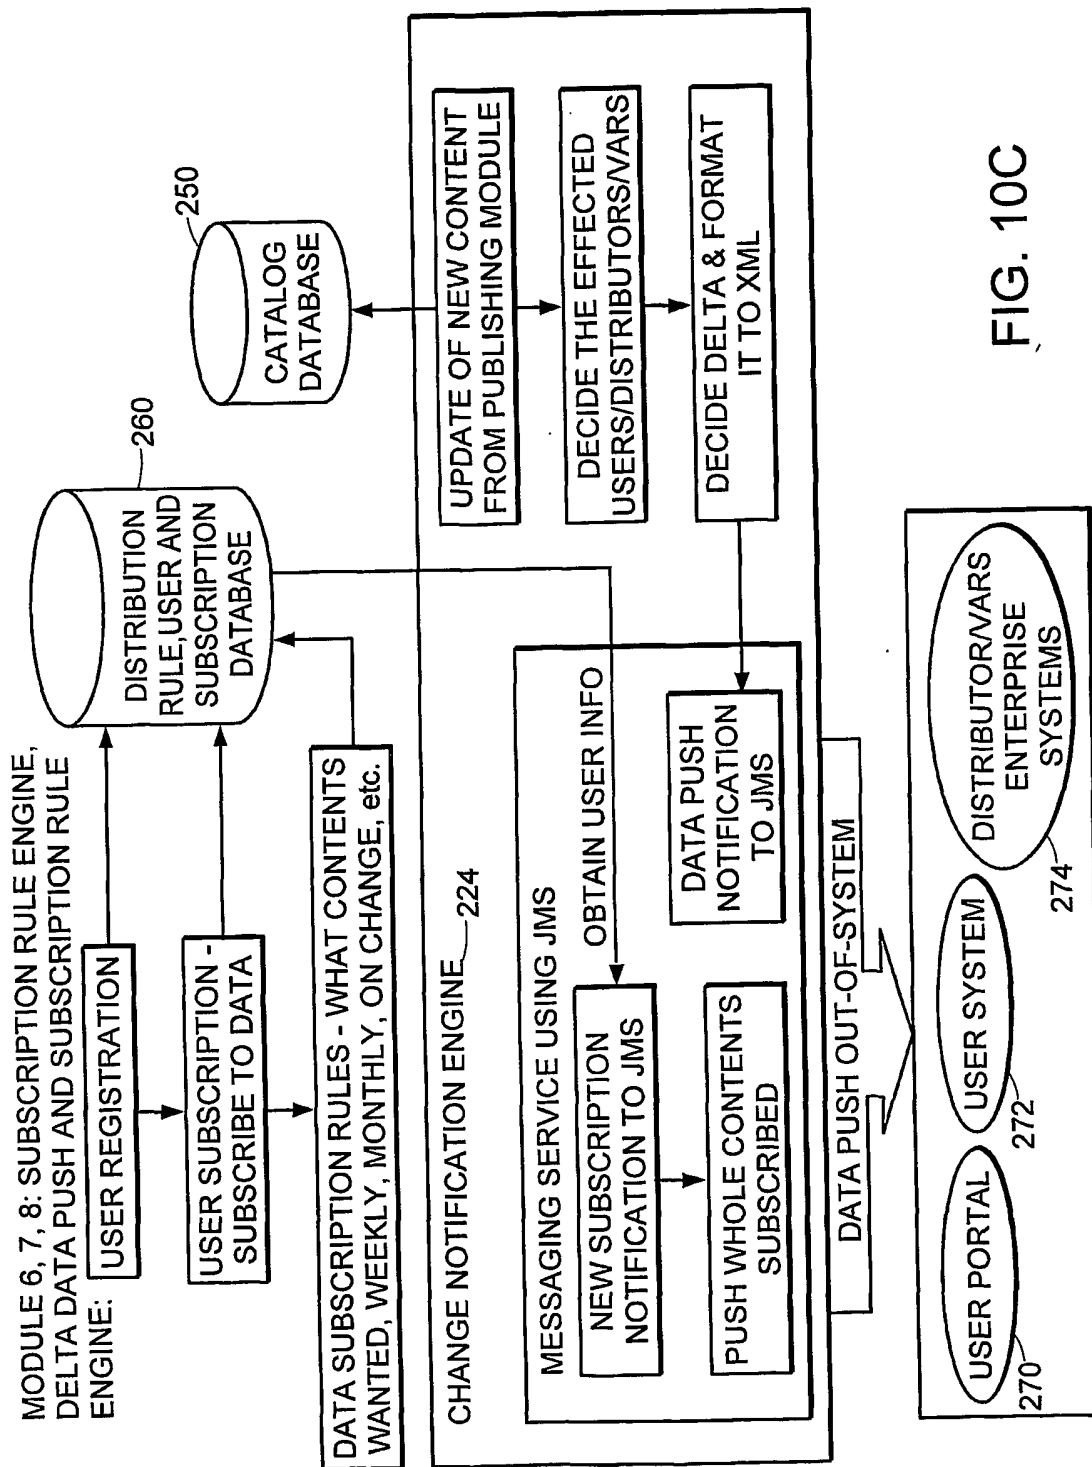 MODULE 6, 7, 8: SUBSCRIPTION RULE ENGINE,
DELTA DATA PUSH AND SUBSCRIPTION RULE
ENGINE:
USER REGISTRATION
USER SUBSCRIPTION -
SUBSCRIBE TO DATA
DATA SUBSCRIPTION RULES - WHAT CONTENTS
WANTED, WEEKLY, MONTHLY, ON CHANGE, etc.
260
DISTRIBUTION
RULE,USER AND
SUBSCRIPTION
DATABASE
250
CATALOG
DATABASE
CHANGE NOTIFICATION ENGINE
224
UPDATE OF NEW CONTENT
FROM PUBLISHING MODULE
DECIDE THE EFFECTED
USERS/DISTRIBUTORS/VARS
DECIDE DELTA & FORMAT
IT TO XML
MESSAGING SERVICE USING JMS
OBTAIN USER INFO
NEW SUBSCRIPTION
NOTIFICATION TO JMS
PUSH WHOLE CONTENTS
SUBSCRIBED
DATA PUSH
NOTIFICATION
TO JMS
DATA PUSH OUT-OF-SYSTEM
USER PORTAL
270
USER SYSTEM
272
DISTRIBUTOR/VARS
ENTERPRISE
SYSTEMS
274
FIG. 10C